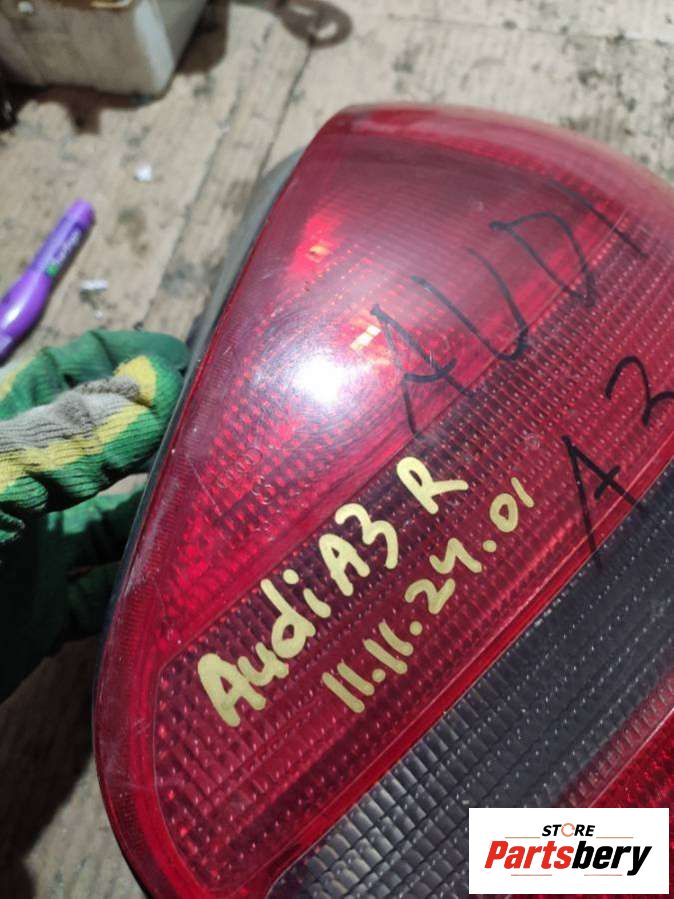 AUDI
A3
Audi A3 R
11.11.24.01
STORE
Partsbery